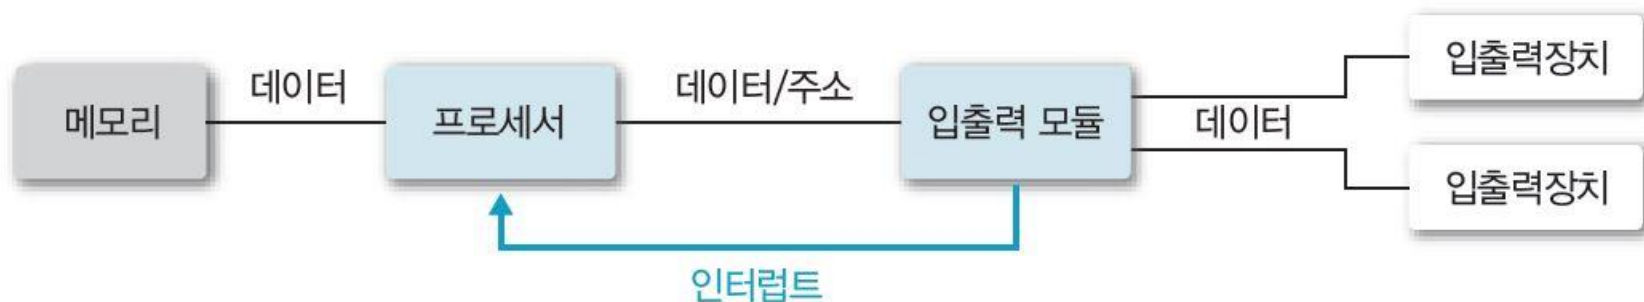 입출력장치
데이터
데이터/주소
메모리
프로세서
입출력 모듈
데이터
입출력장치
인터럽트